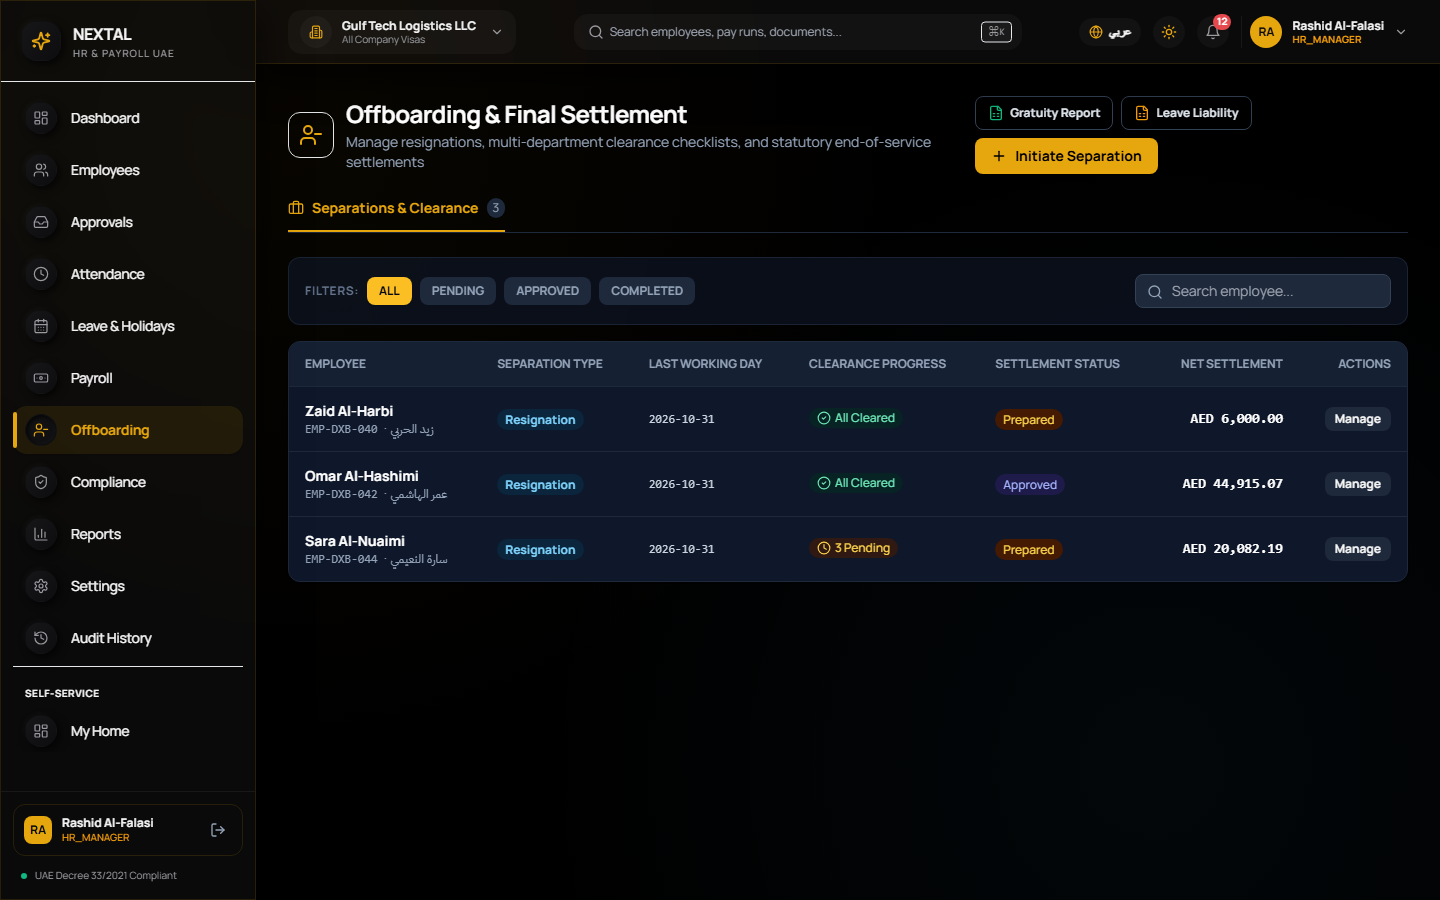 NEXTAL
HR & PAYROLL UAE
Gulf Tech Logistics LLC
All Company Visas
Search employees, pay runs, documents...
⌘K
عربي
12
RA
Rashid Al-Falasi
HR_MANAGER
Dashboard
Employees
Approvals
Attendance
Leave & Holidays
Payroll
Offboarding
Compliance
Reports
Settings
Audit History
SELF-SERVICE
My Home
RA
Rashid Al-Falasi
HR_MANAGER
UAE Decree 33/2021 Compliant
Offboarding & Final Settlement
Manage resignations, multi-department clearance checklists, and statutory end-of-service
settlements
Gratuity Report
Leave Liability
+ Initiate Separation
Separations & Clearance 3
FILTERS: ALL PENDING APPROVED COMPLETED
Search employee...
EMPLOYEE SEPARATION TYPE LAST WORKING DAY CLEARANCE PROGRESS SETTLEMENT STATUS NET SETTLEMENT ACTIONS
Zaid Al-Harbi
EMP-DXB-040 · زيد الحربي
Resignation 2026-10-31 All Cleared Prepared AED 6,000.00 Manage
Omar Al-Hashimi
EMP-DXB-042 · عمر الهاشمي
Resignation 2026-10-31 All Cleared Approved AED 44,915.07 Manage
Sara Al-Nuaimi
EMP-DXB-044 · سارة النعيمي
Resignation 2026-10-31 3 Pending Prepared AED 20,082.19 Manage